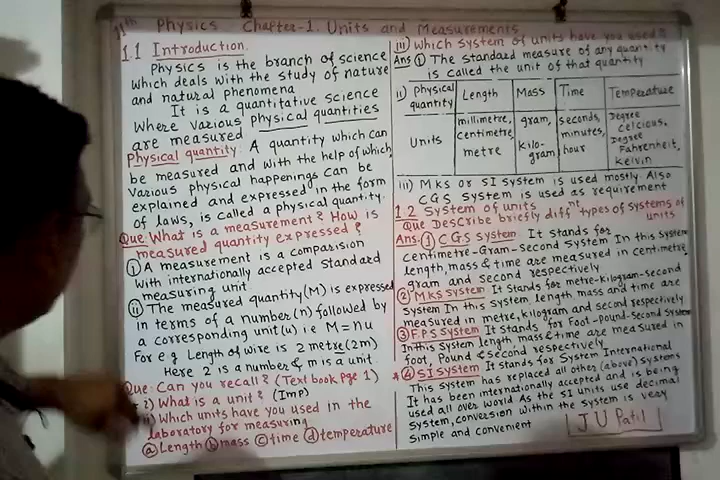 11th Physics Chapter-1. Units and Measurements
1.1 Introduction.
Physics is the branch of science
which deals with the study of nature
and natural phenomena
It is a quantitative science
where various physical quantities
are measured
Physical quantity: A quantity which can
be measured and with the help of which
various physical happenings can be
explained and expressed in the form
of laws, is called a physical quantity.
Que: What is a measurement? How is
measured quantity expressed?
(i) A measurement is a comparision
with internationally accepted standard
measuring unit
(ii) The measured quantity (M) is expressed
in terms of a number (n) followed by
a corresponding unit (u) i.e M = nu
For e g Length of wire is 2 metre (2m)
Here 2 is a number & m is a unit.
Que: Can you recall? (Text book Pge 1)
What is a unit? (Imp)
Which units have you used in the
laboratory for measuring
(a) Length (b) mass (c) time (d) temperature
iii) Which system of units have you used?
Ans (1) The standard measure of any quantity
is called the unit of that quantity
ii) Physical quantity Length Mass Time Temperature
Units millimetre, centimetre, metre gram, kilo-gram seconds, minutes, hour Degree celcious. Degree Fahrenheit, Kelvin
iii) MKS or SI System is used mostly. Also
CGS System is used as requirement
1.2 System of units
Que Describe briefly diffnt types of systems of
units
Ans: (1) C G S System It stands for
Centimetre-Gram-Second System In this system
length, mass & time are measured in centimetre,
gram and second respectively
(2) MKS System It stands for metre-kilogram-second
System In this system length, mass and time are
measured in metre, kilogram and second respectively
(3) F.P.S System It stands for Foot-Pound-second System
In this system length, mass & time are measured in
foot, Pound & second respectively.
* (4) SI System It stands for System International
This system has replaced all other (above) systems
It has been internationally accepted and is being
used all over world As the SI units use decimal
system, conversion within the system is very
simple and convenient
J U Patil